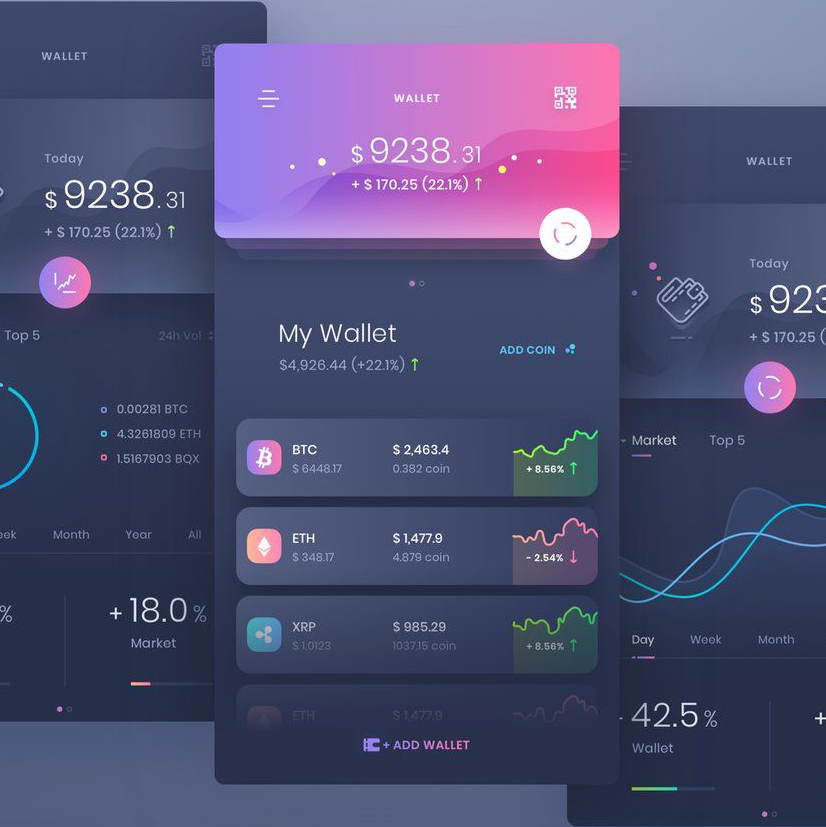 WALLET
Today
$ 9238.31
+ $ 170.25 (22.1%) ↑
Top 5
24h Vol
0.00281 BTC
4.3261809 ETH
1.5167903 BQX
Month
Year
All
%
+ 18.0 %
Market
WALLET
$ 9238.31
+ $ 170.25 (22.1%) ↑
My Wallet
$4,926.44 (+22.1%) ↑
ADD COIN
BTC
$ 6448.17
$ 2,463.4
0.382 coin
+ 8.56% ↑
ETH
$ 348.17
$ 1,477.9
4.879 coin
- 2.54% ↓
XRP
$ 1.0123
$ 985.29
1037.15 coin
+ 8.56% ↑
ETH
$ 1,477.9
+ ADD WALLET
WALLET
Today
$ 923
+ $ 170.25 (
Market
Top 5
Day
Week
Month
42.5 %
Wallet
+